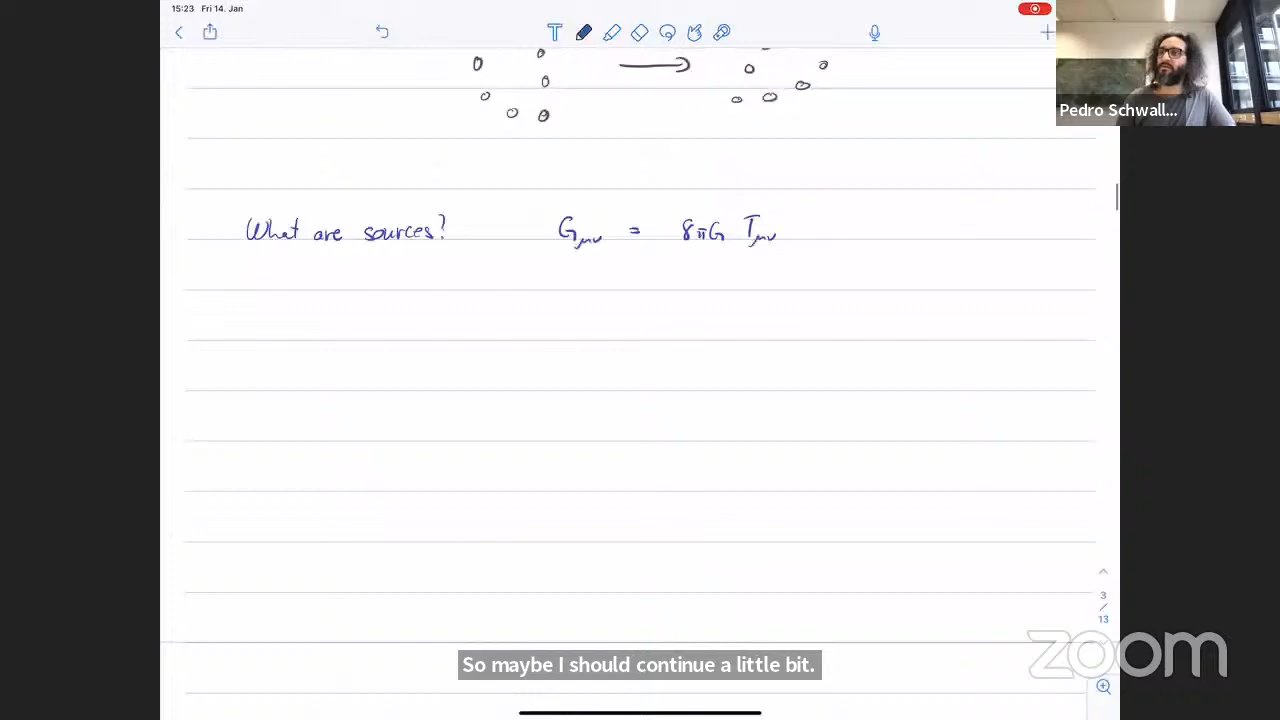 15:23 Fri 14. Jan
Pedro Schwall...
What are sources? G_μν = 8πG T_μν
3
/
13
So maybe I should continue a little bit.
zoom